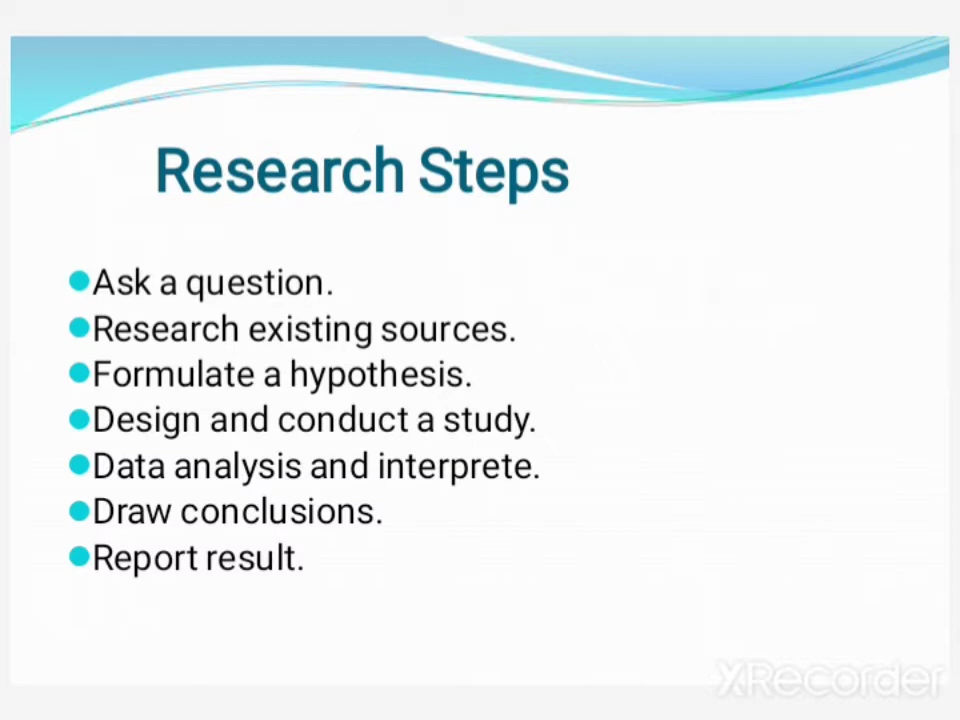 Research Steps
Ask a question.
Research existing sources.
Formulate a hypothesis.
Design and conduct a study.
Data analysis and interprete.
Draw conclusions.
Report result.
XRecorder